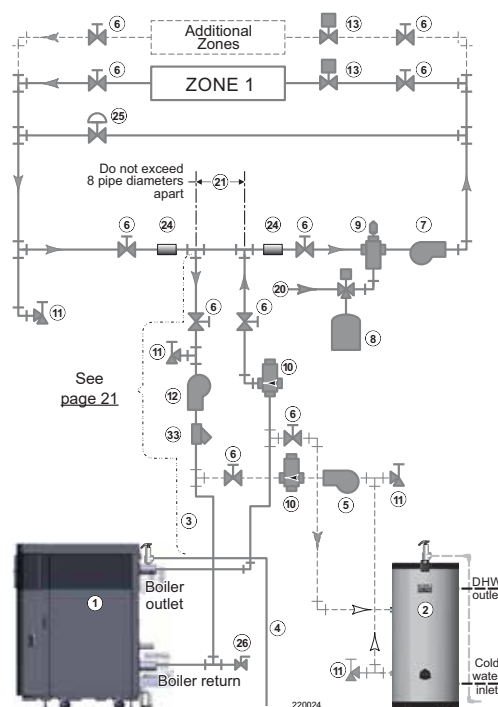 6
Additional
Zones
13
6
6
ZONE 1
13
6
25
Do not exceed
8 pipe diameters
apart
21
6
24
24
6
9
7
20
8
11
6
6
11
10
12
See
page 21
33
6
6
10
5
11
3
1
Boiler
outlet
4
2
DHW
outlet
26
Boiler return
11
Cold
water
inlet
220024